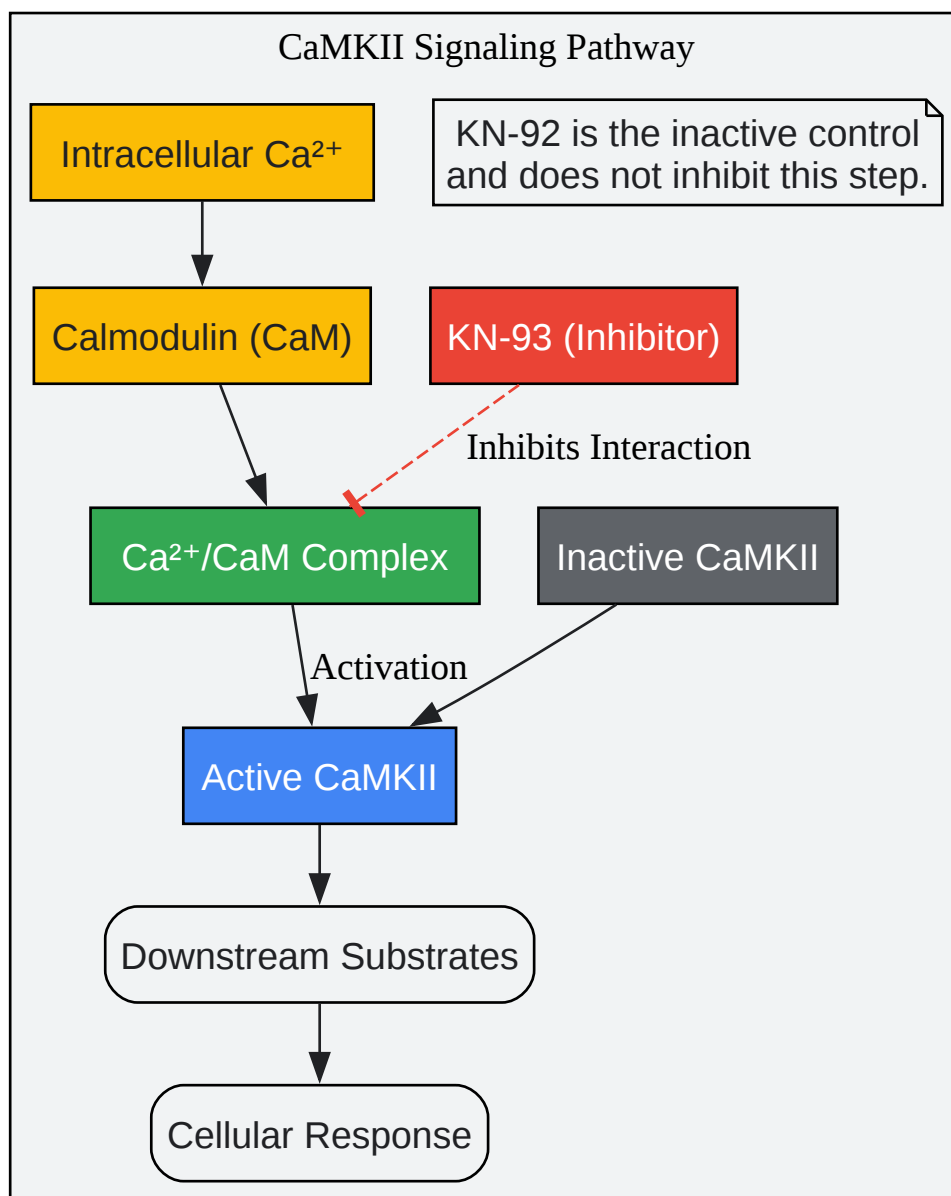 CaMKII Signaling Pathway
Intracellular Ca²⁺
KN-92 is the inactive control
and does not inhibit this step.
Calmodulin (CaM)
KN-93 (Inhibitor)
Inhibits Interaction
Ca²⁺/CaM Complex
Inactive CaMKII
Activation
Active CaMKII
Downstream Substrates
Cellular Response